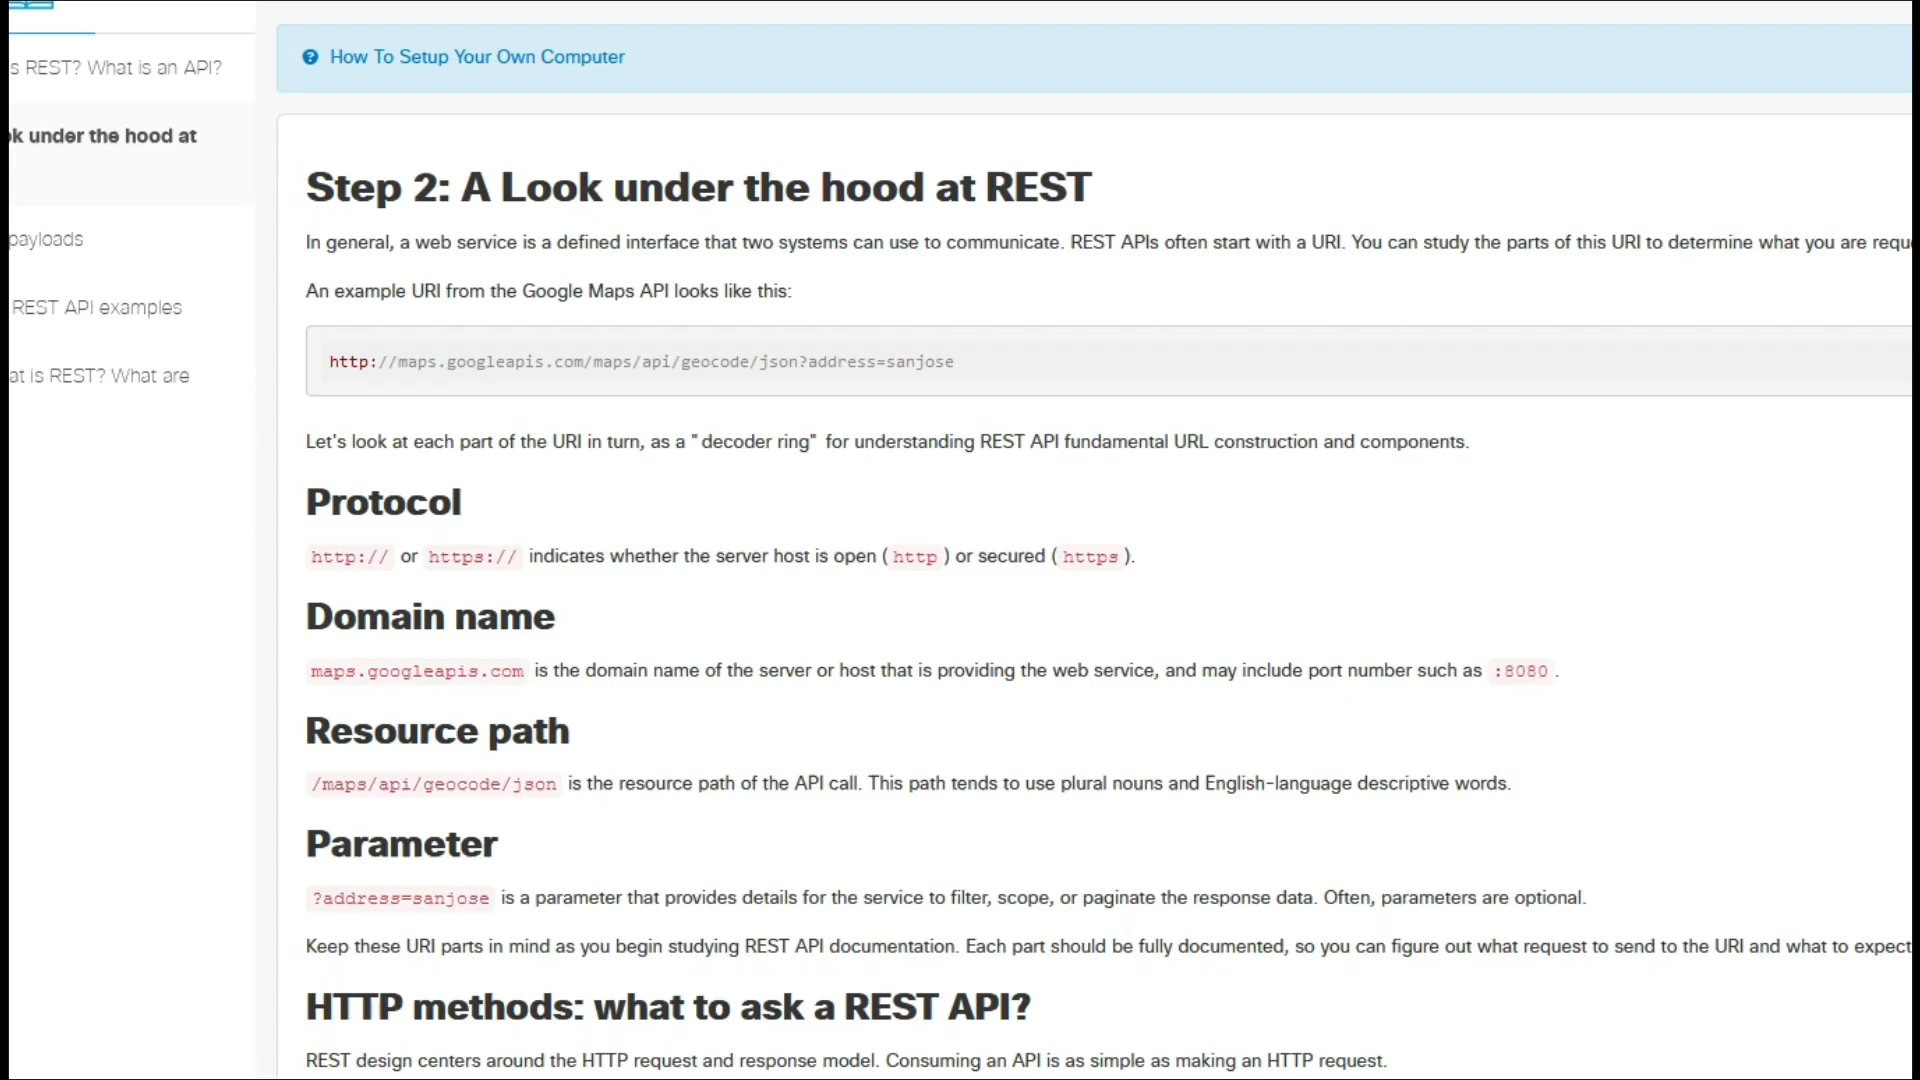 s REST? What is an API?
k under the hood at
payloads
REST API examples
at is REST? What are
How To Setup Your Own Computer
Step 2: A Look under the hood at REST
In general, a web service is a defined interface that two systems can use to communicate. REST APIs often start with a URI. You can study the parts of this URI to determine what you are requ
An example URI from the Google Maps API looks like this:
http://maps.googleapis.com/maps/api/geocode/json?address=sanjose
Let's look at each part of the URI in turn, as a "decoder ring" for understanding REST API fundamental URL construction and components.
Protocol
http:// or https:// indicates whether the server host is open (http) or secured (https).
Domain name
maps.googleapis.com is the domain name of the server or host that is providing the web service, and may include port number such as :8080.
Resource path
/maps/api/geocode/json is the resource path of the API call. This path tends to use plural nouns and English-language descriptive words.
Parameter
?address=sanjose is a parameter that provides details for the service to filter, scope, or paginate the response data. Often, parameters are optional.
Keep these URI parts in mind as you begin studying REST API documentation. Each part should be fully documented, so you can figure out what request to send to the URI and what to expect
HTTP methods: what to ask a REST API?
REST design centers around the HTTP request and response model. Consuming an API is as simple as making an HTTP request.